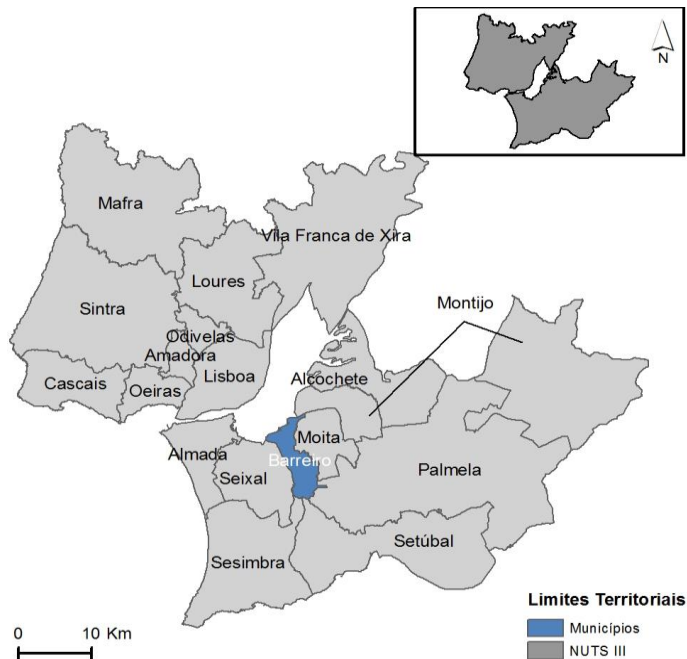 N
Mafra
Vila Franca de Xira
Loures
Montijo
Sintra
Odivelas
Amadora
Lisboa
Alcochete
Cascais
Oeiras
Moita
Almada
Barreiro
Seixal
Palmela
Setúbal
Sesimbra
Limites Territoriais
Municípios
NUTS III
0 10 Km